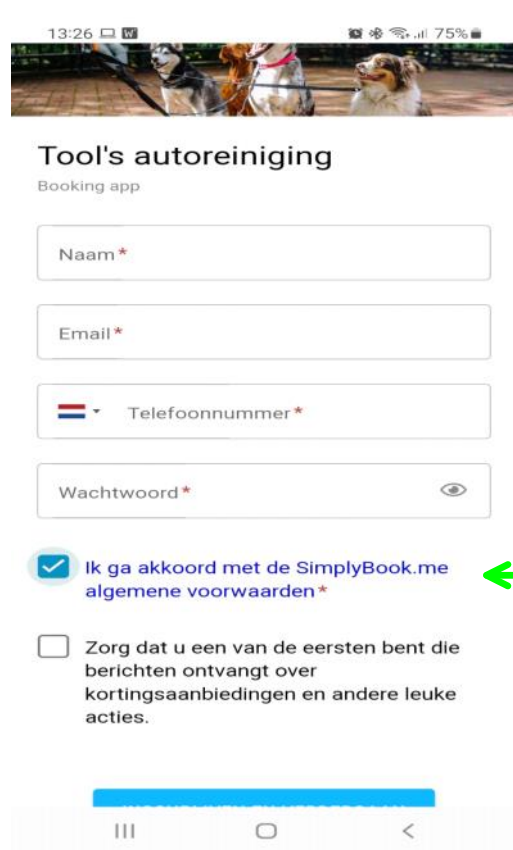 13:26 W 75%
Tool's autoreiniging
Booking app
Naam*
Email*
Telefoonnummer*
Wachtwoord*
Ik ga akkoord met de SimplyBook.me
algemene voorwaarden*
Zorg dat u een van de eersten bent die
berichten ontvangt over
kortingsaanbiedingen en andere leuke
acties.